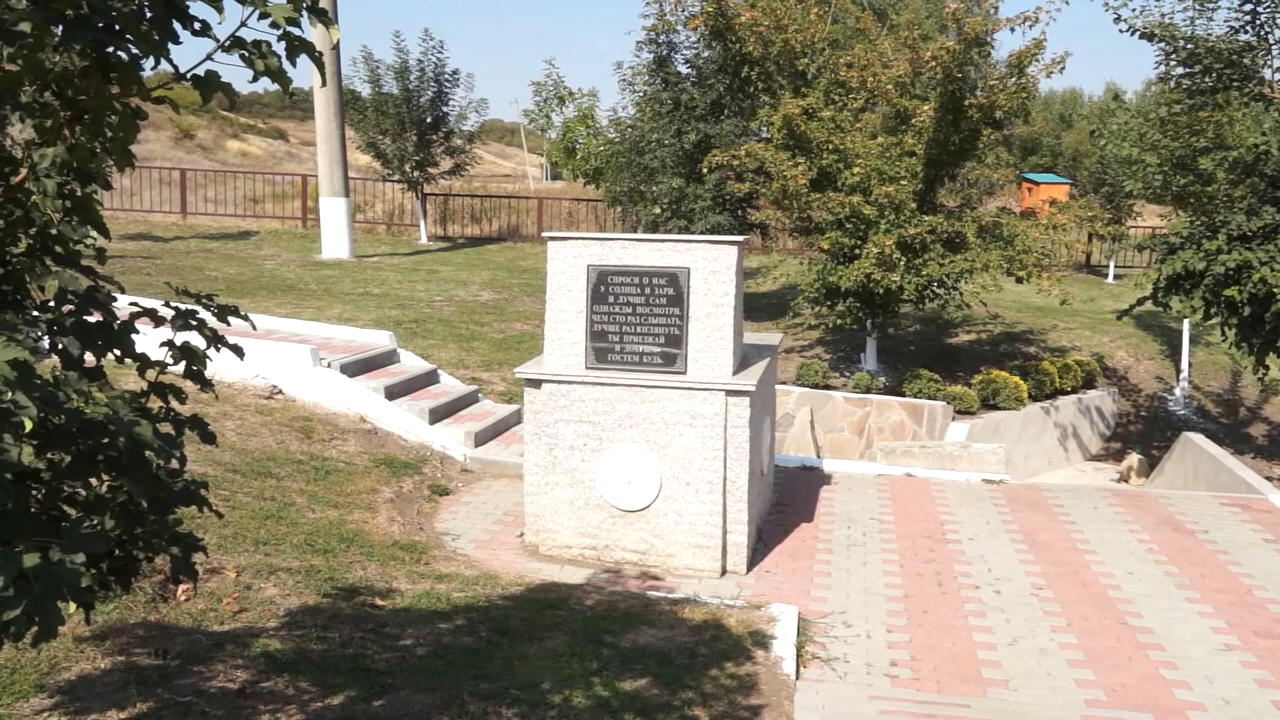 СПРОСИ О НАС
У СОЛНЦА И ЗАРИ.
И ЛУЧШЕ САМ
ОДНАЖДЫ ПОСМОТРИ.
ЧЕМ СТО РАЗ СЛЫШАТЬ,
ЛУЧШЕ РАЗ ВЗГЛЯНУТЬ.
ТЫ ПРИЕЗЖАЙ
И ДОБРЫМ
ГОСТЕМ БУДЬ.